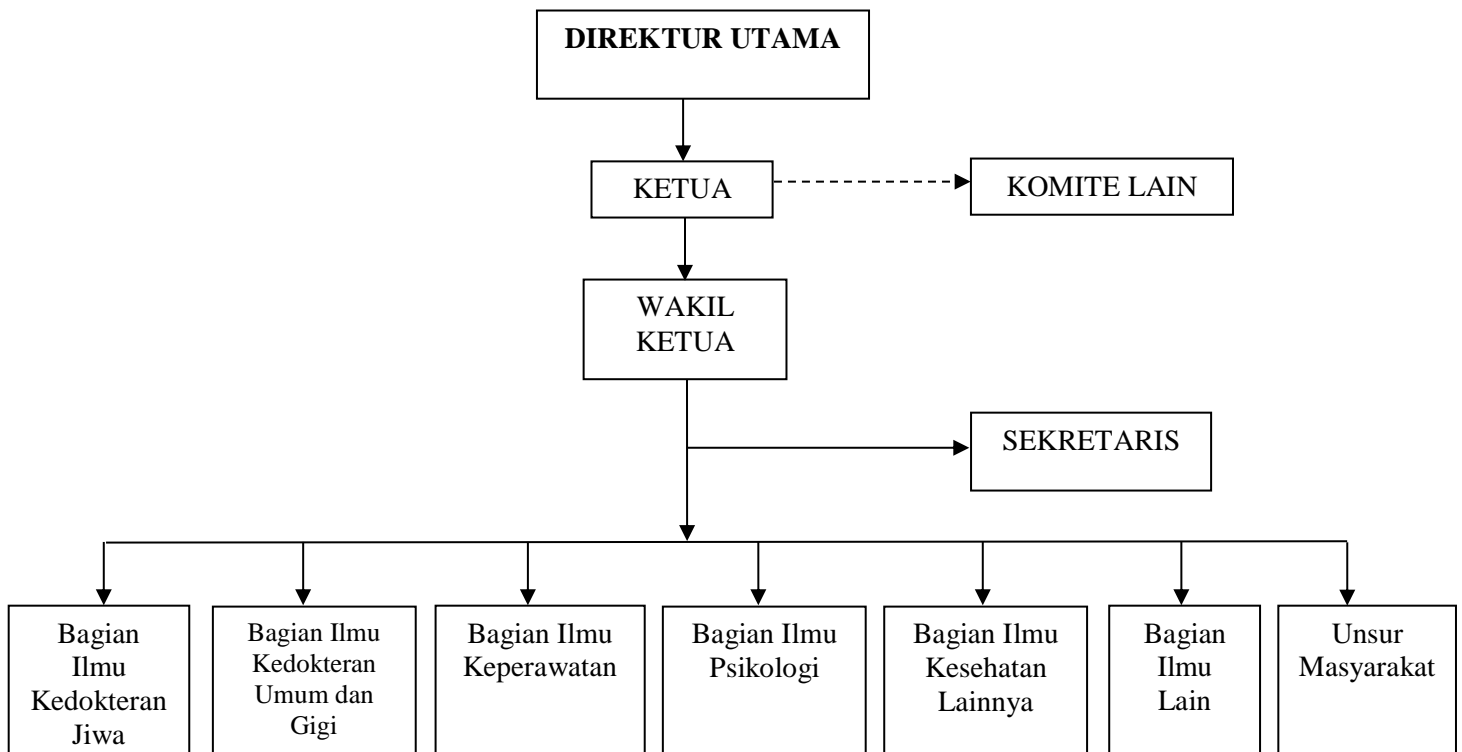 DIREKTUR UTAMA
KETUA
KOMITE LAIN
WAKIL
KETUA
SEKRETARIS
Bagian
Ilmu
Kedokteran
Jiwa
Bagian Ilmu
Kedokteran
Umum dan
Gigi
Bagian Ilmu
Keperawatan
Bagian Ilmu
Psikologi
Bagian Ilmu
Kesehatan
Lainnya
Bagian
Ilmu
Lain
Unsur
Masyarakat